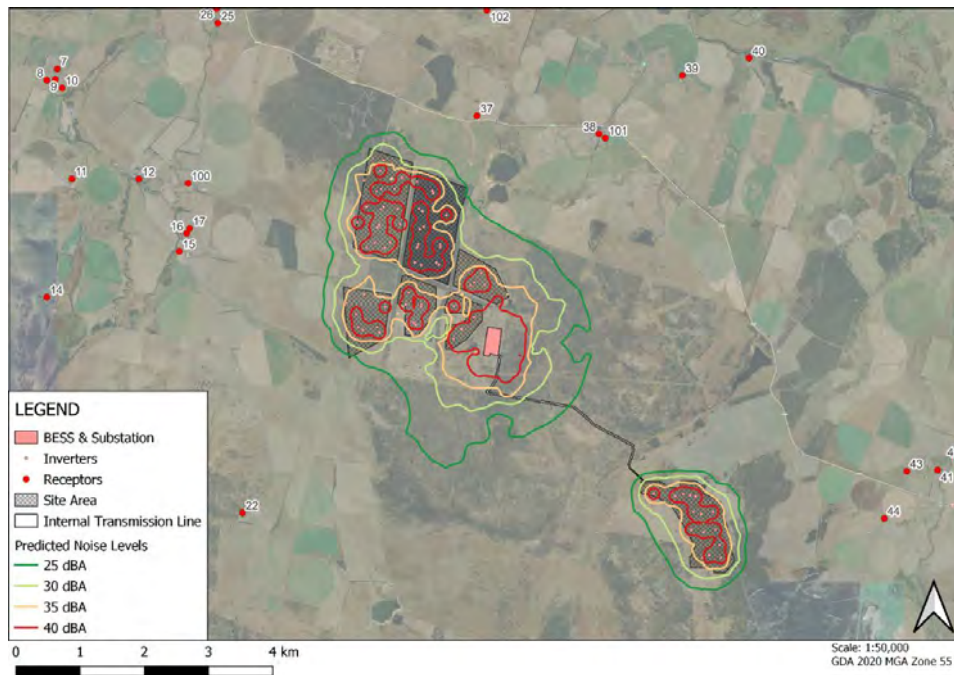 26
25
102
7
8
9
10
40
39
37
38
101
11
12
100
16
17
15
14
22
43
41
44
LEGEND
BESS & Substation
Inverters
Receptors
Site Area
Internal Transmission Line
Predicted Noise Levels
25 dBA
30 dBA
35 dBA
40 dBA
0 1 2 3 4 km
Scale: 1:50,000
GDA 2020 MGA Zone 55